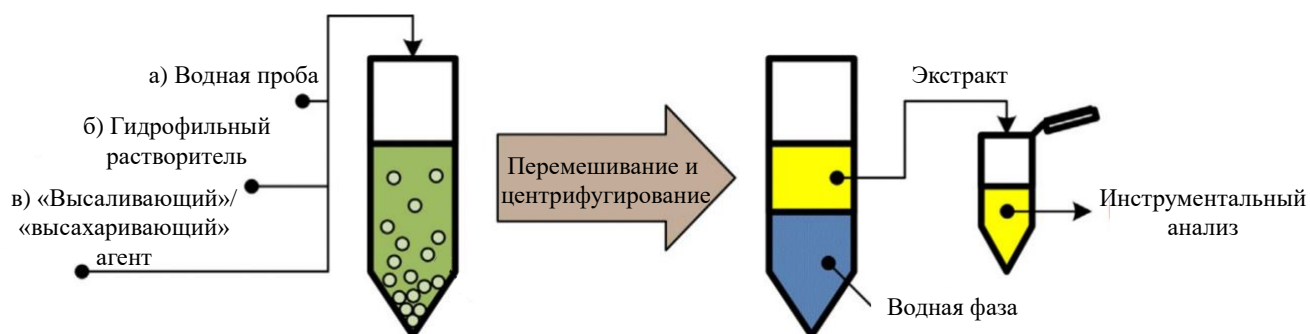 а) Водная проба
б) Гидрофильный
растворитель
в) «Высаливающий»/
«высахаривающий»
агент
Перемешивание и
центрифугирование
Экстракт
Инструментальный
анализ
Водная фаза